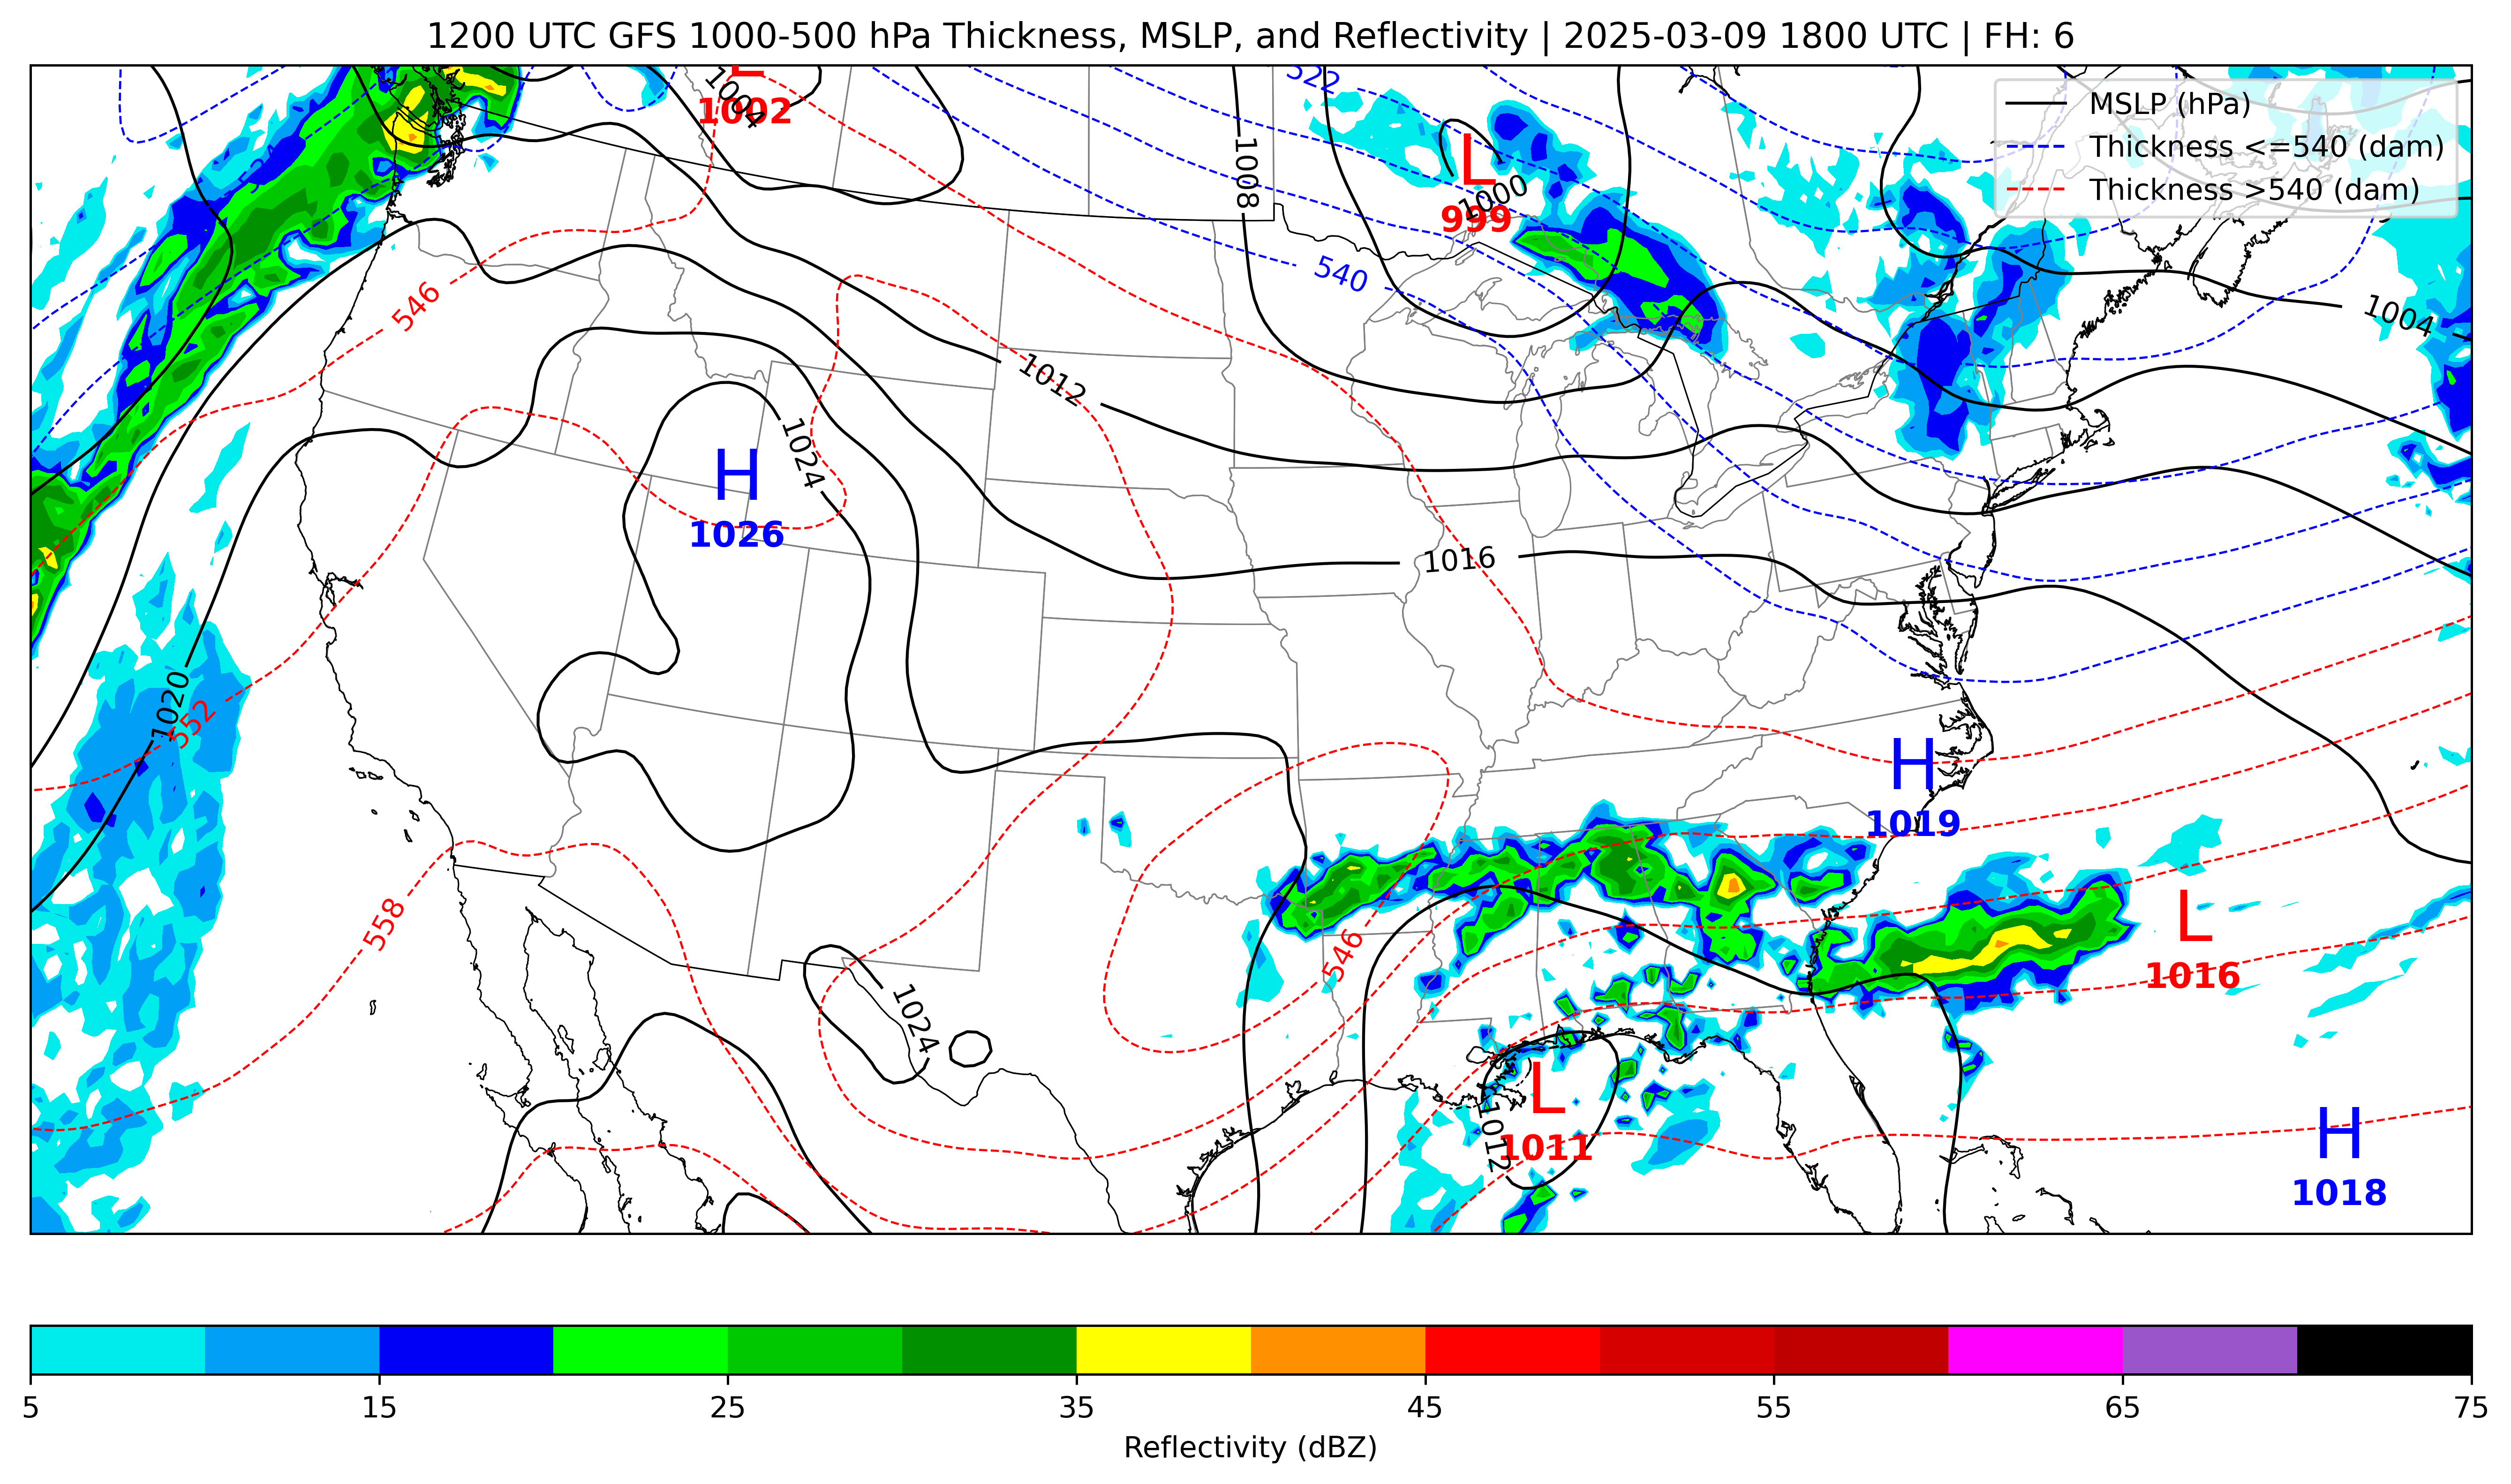 1200 UTC GFS 1000-500 hPa Thickness, MSLP, and Reflectivity | 2025-03-09 1800 UTC | FH: 6
MSLP (hPa)
Thickness <=540 (dam)
Thickness >540 (dam)
522
L
1002
1004
1008
L
1000
999
540
546
1004
1012
1024
H
1026
1016
1020
552
H
1019
558
546
L
1016
1024
L
1011
1012
H
1018
5
15
25
35
45
55
65
75
Reflectivity (dBZ)